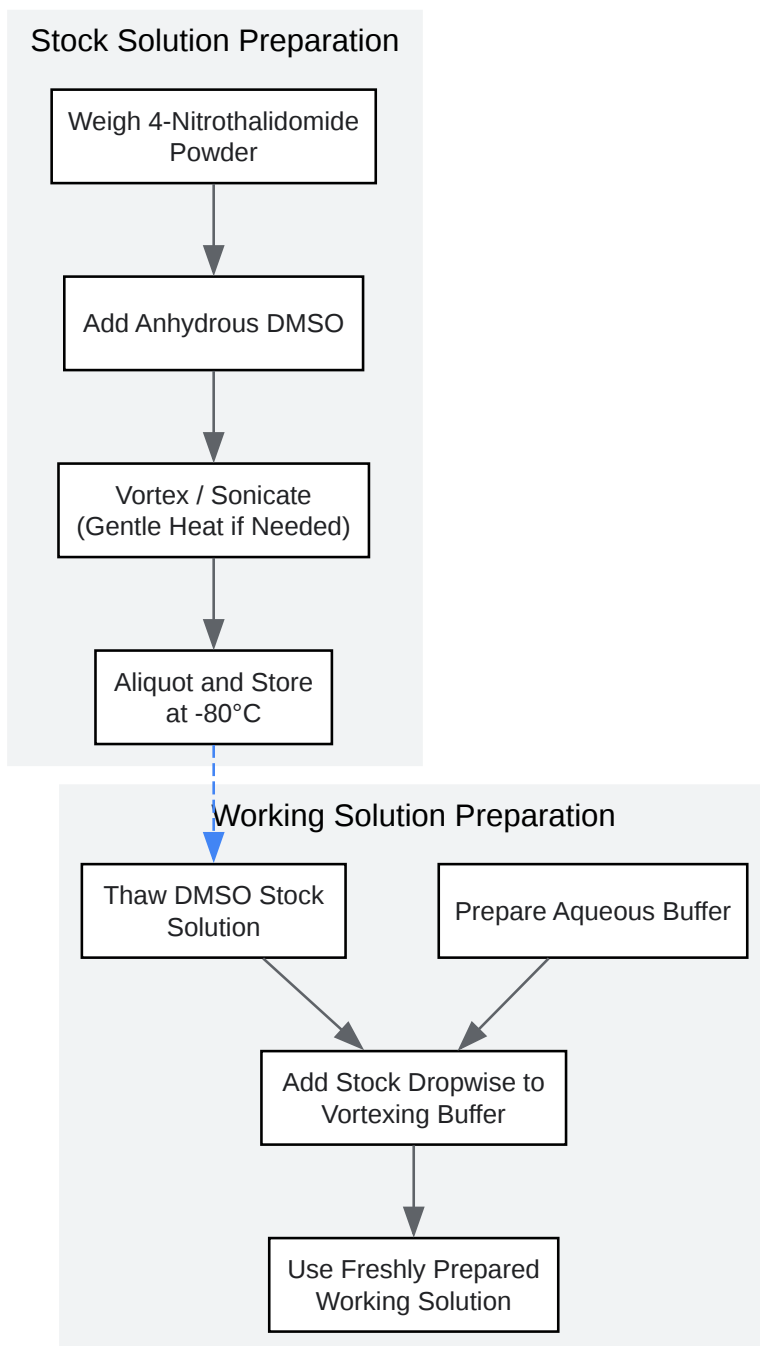 Stock Solution Preparation
Weigh 4-Nitrothalidomide
Powder
Add Anhydrous DMSO
Vortex / Sonicate
(Gentle Heat if Needed)
Aliquot and Store
at -80°C
Working Solution Preparation
Thaw DMSO Stock
Solution
Prepare Aqueous Buffer
Add Stock Dropwise to
Vortexing Buffer
Use Freshly Prepared
Working Solution